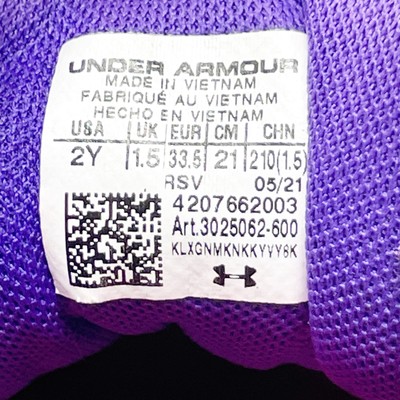 UNDER ARMOUR
MADE IN VIETNAM
FABRIQUÉ AU VIETNAM
HECHO EN VIETNAM
USA UK EUR CM CHN
2Y 1.5 33.5 21 210(1.5)
RSV 05/21
4207662003
Art.3025062-600
KLXGNMKNKKYVY6K